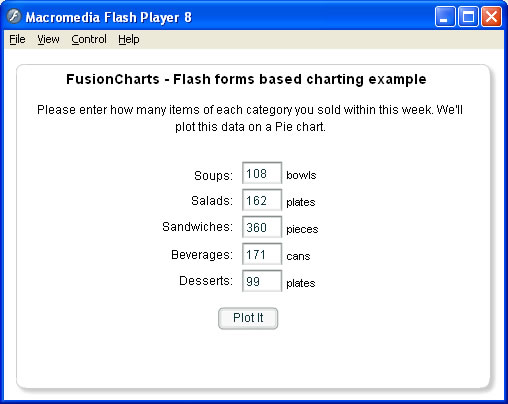 Macromedia Flash Player 8
File View Control Help
FusionCharts - Flash forms based charting example
Please enter how many items of each category you sold within this week. We'll
plot this data on a Pie chart.
Soups: 108 bowls
Salads: 162 plates
Sandwiches: 360 pieces
Beverages: 171 cans
Desserts: 99 plates
Plot It